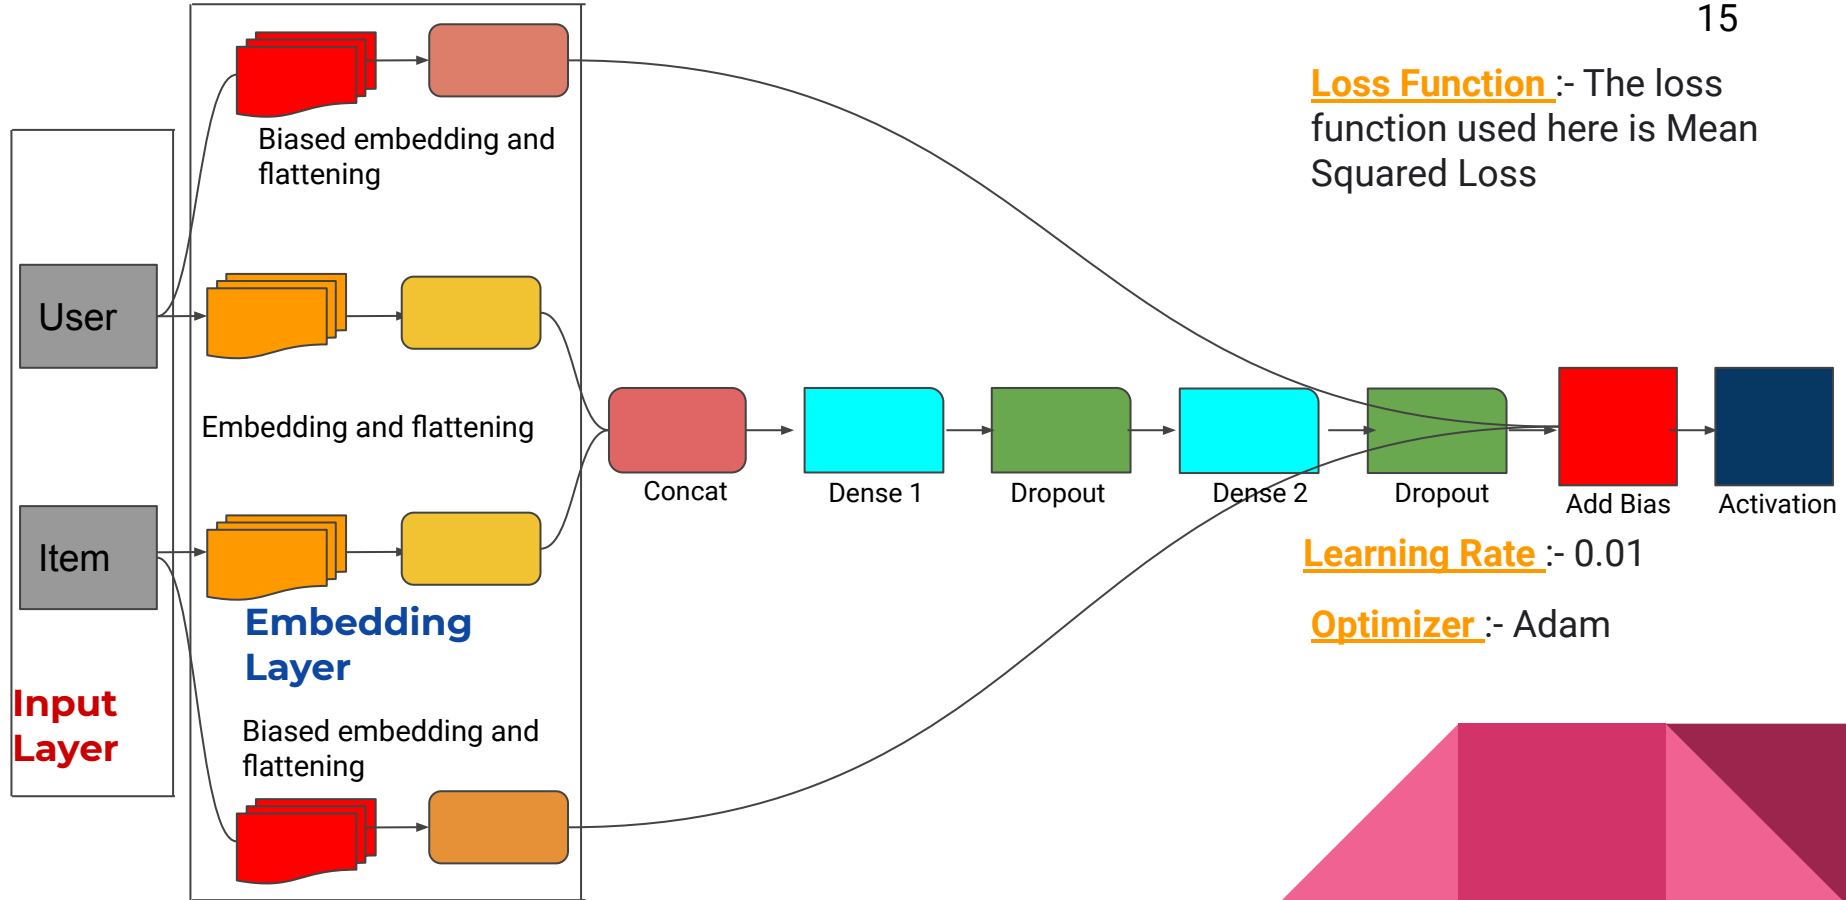 15
Loss Function :- The loss
function used here is Mean
Squared Loss
Biased embedding and
flattening
User
Embedding and flattening
Item
Embedding
Layer
Input
Layer
Biased embedding and
flattening
Concat
Dense 1
Dropout
Dense 2
Dropout
Add Bias
Activation
Learning Rate :- 0.01
Optimizer :- Adam